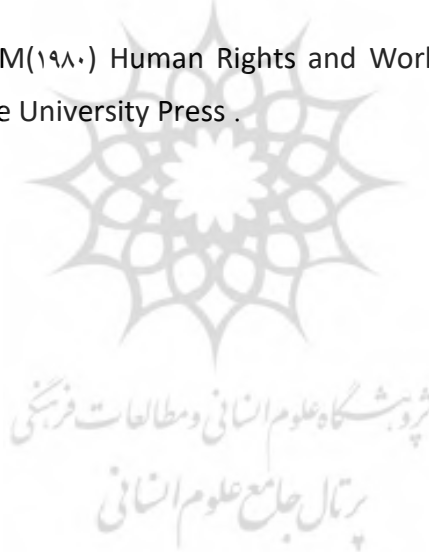 M(۱۹۸۰) Human Rights and Worl
e University Press .
پژوهشگاه علوم انسانی و مطالعات فرهنگی
پرتال جامع علوم انسانی